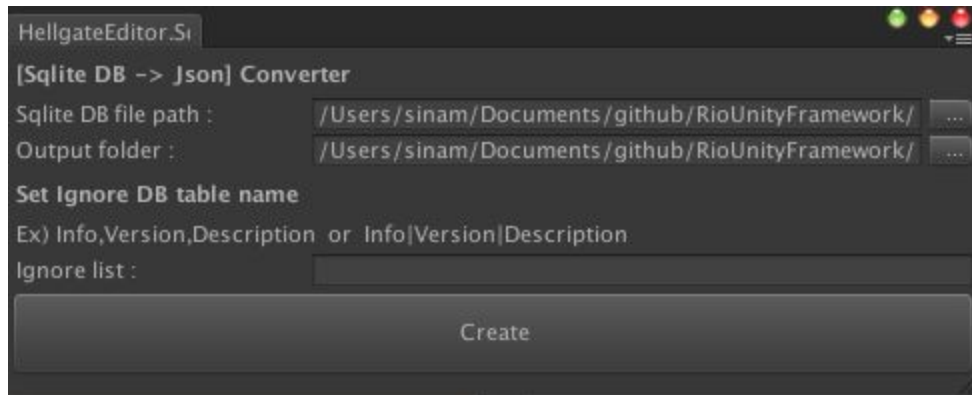 HellgateEditor.S
[Sqlite DB -> Json] Converter
Sqlite DB file path : /Users/sinam/Documents/github/RioUnityFramework/ ...
Output folder : /Users/sinam/Documents/github/RioUnityFramework/ ...
Set Ignore DB table name
Ex) Info,Version,Description or Info|Version|Description
Ignore list :
Create